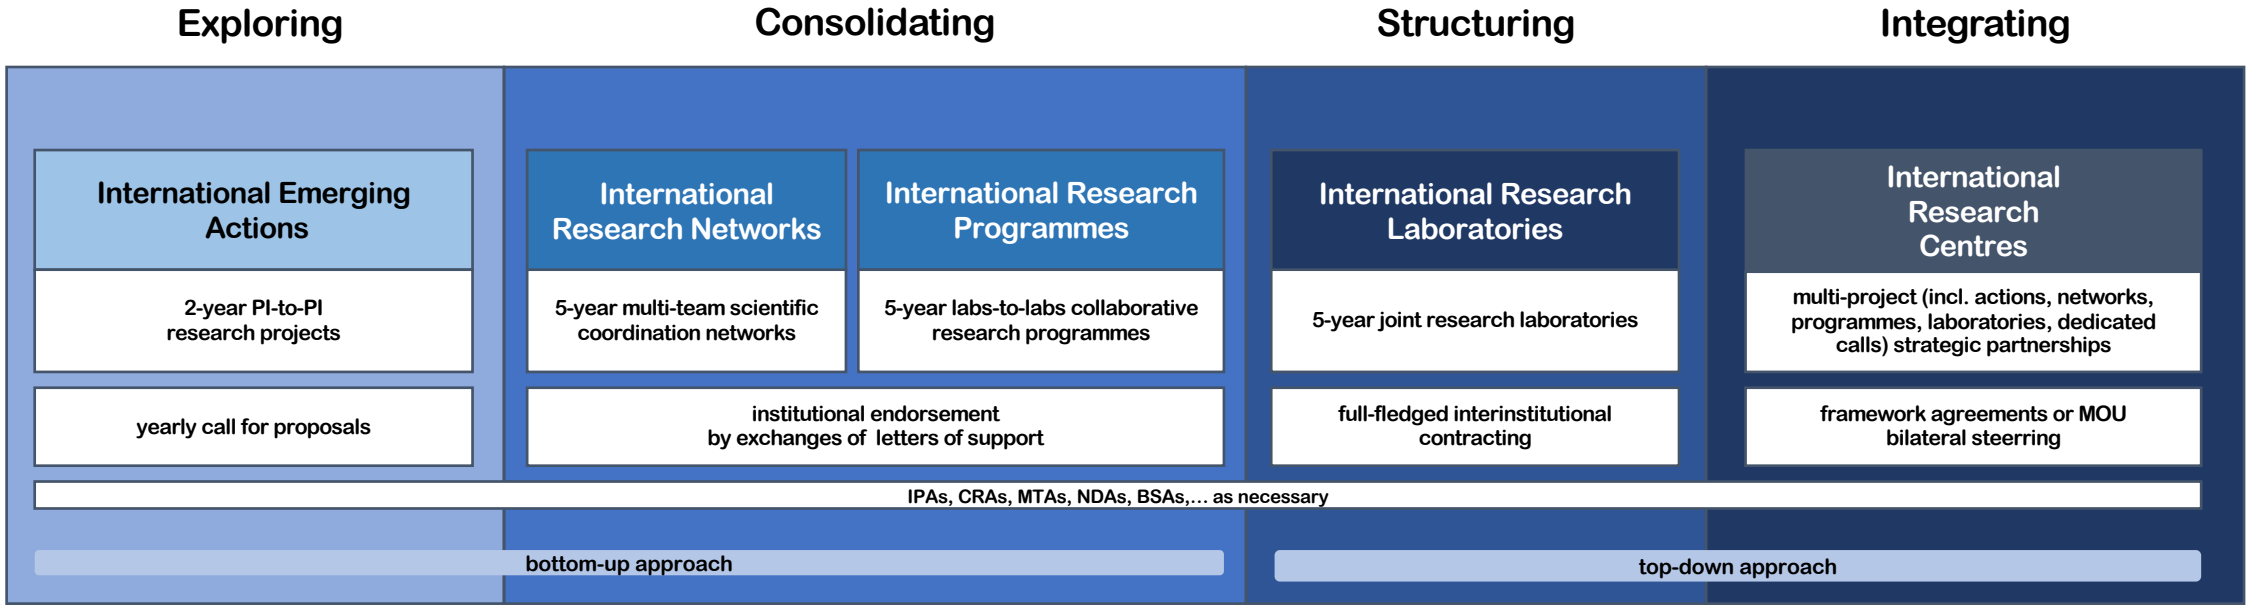 Exploring
Consolidating
Structuring
Integrating
International Emerging
Actions
International
Research Networks
International Research
Programmes
International Research
Laboratories
International
Research
Centres
2-year PI-to-PI
research projects
5-year multi-team scientific
coordination networks
5-year labs-to-labs collaborative
research programmes
5-year joint research laboratories
multi-project (incl. actions, networks,
programmes, laboratories, dedicated
calls) strategic partnerships
yearly call for proposals
institutional endorsement
by exchanges of letters of support
full-fledged interinstitutional
contracting
framework agreements or MOU
bilateral steerring
IPAs, CRAs, MTAs, NDAs, BSAs,… as necessary
bottom-up approach
top-down approach